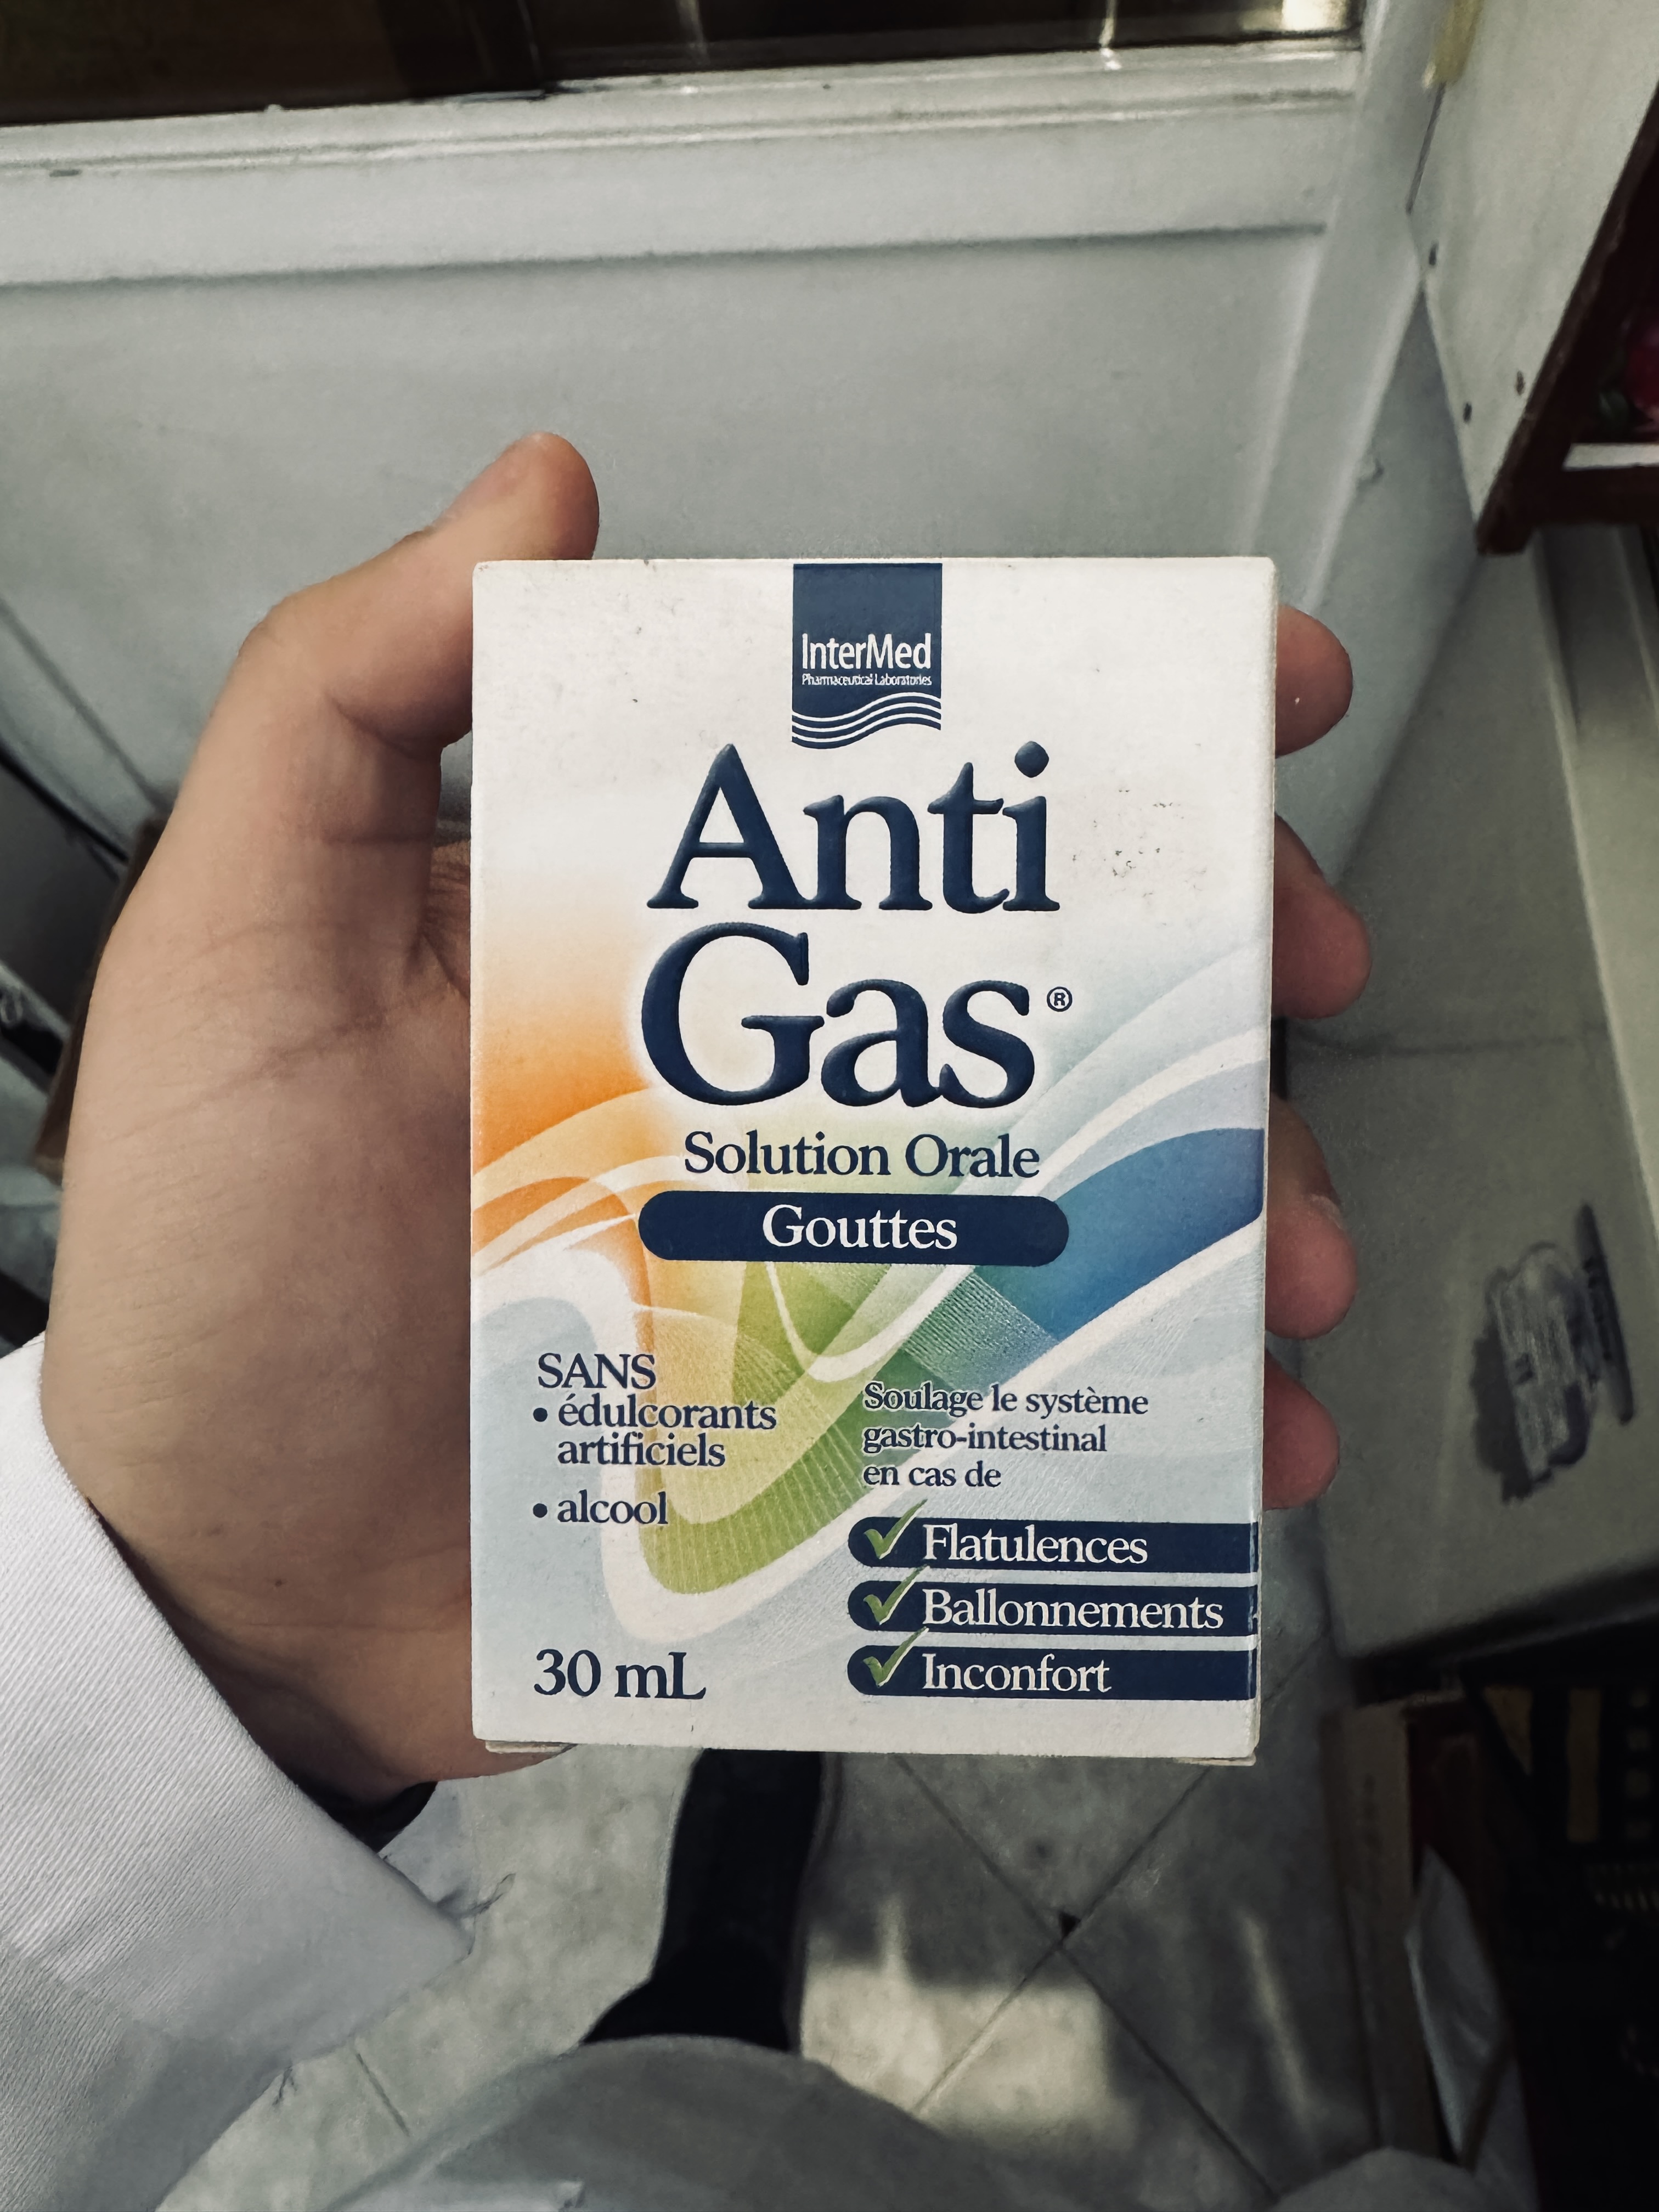 InterMed
Pharmaceutical Laboratories
Anti
Gas®
Solution Orale
Gouttes
SANS
• édulcorants
artificiels
• alcool
30 mL
Soulage le système
gastro-intestinal
en cas de
Flatulences
Ballonnements
Inconfort